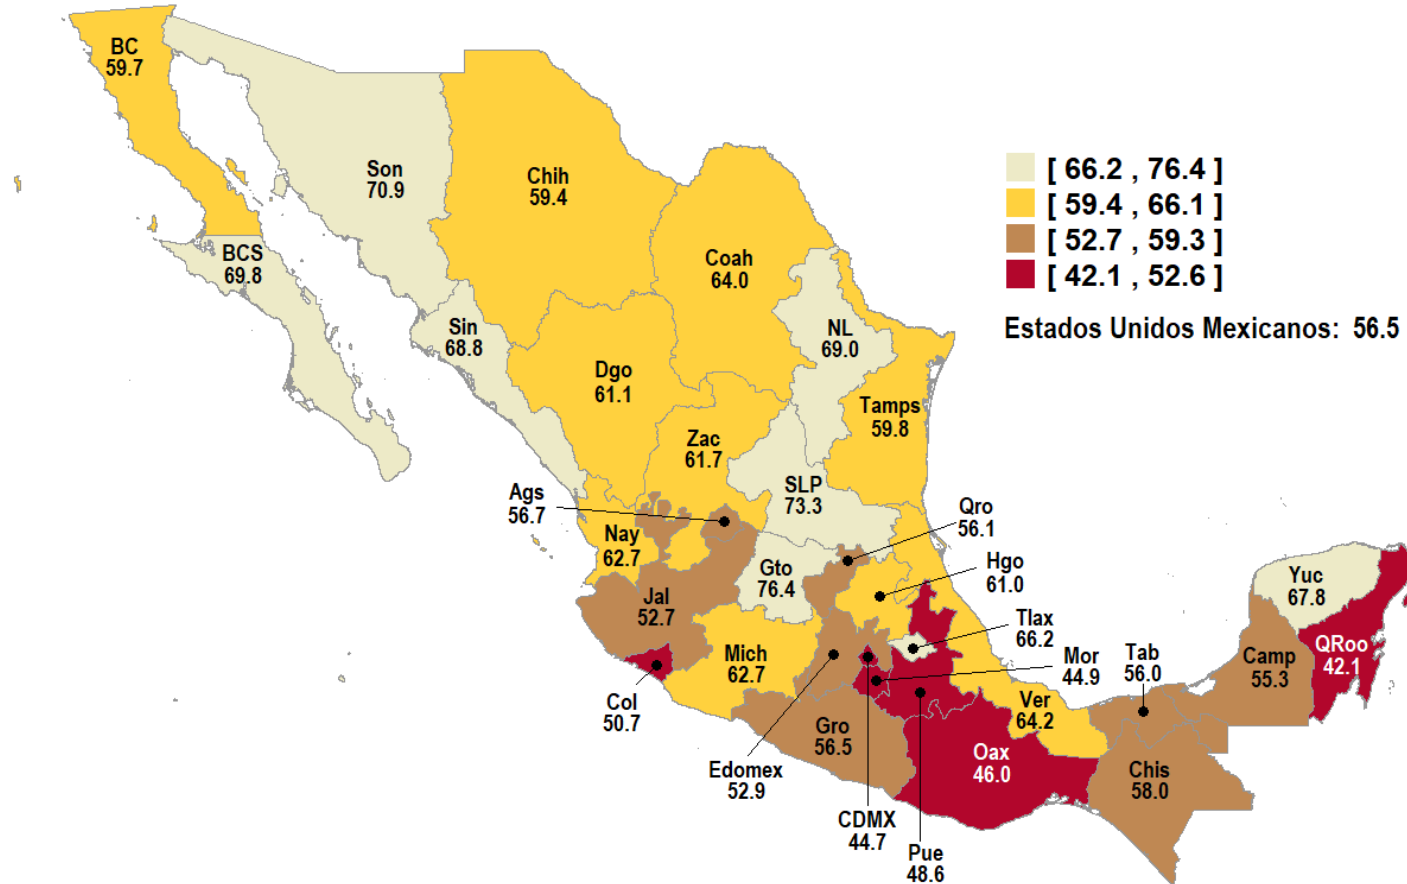 BC
59.7
Son
70.9
Chih
59.4
[ 66.2 , 76.4 ]
[ 59.4 , 66.1 ]
[ 52.7 , 59.3 ]
[ 42.1 , 52.6 ]
Estados Unidos Mexicanos: 56.5
BCS
69.8
Coah
64.0
Sin
68.8
NL
69.0
Dgo
61.1
Tamps
59.8
Zac
61.7
SLP
73.3
Ags
56.7
Qro
56.1
Nay
62.7
Hgo
61.0
Gto
76.4
Yuc
67.8
Jal
52.7
Tlax
66.2
QRoo
42.1
Mich
62.7
Mor
44.9
Tab
56.0
Camp
55.3
Col
50.7
Ver
64.2
Gro
56.5
Oax
46.0
Edomex
52.9
Chis
58.0
CDMX
44.7
Pue
48.6